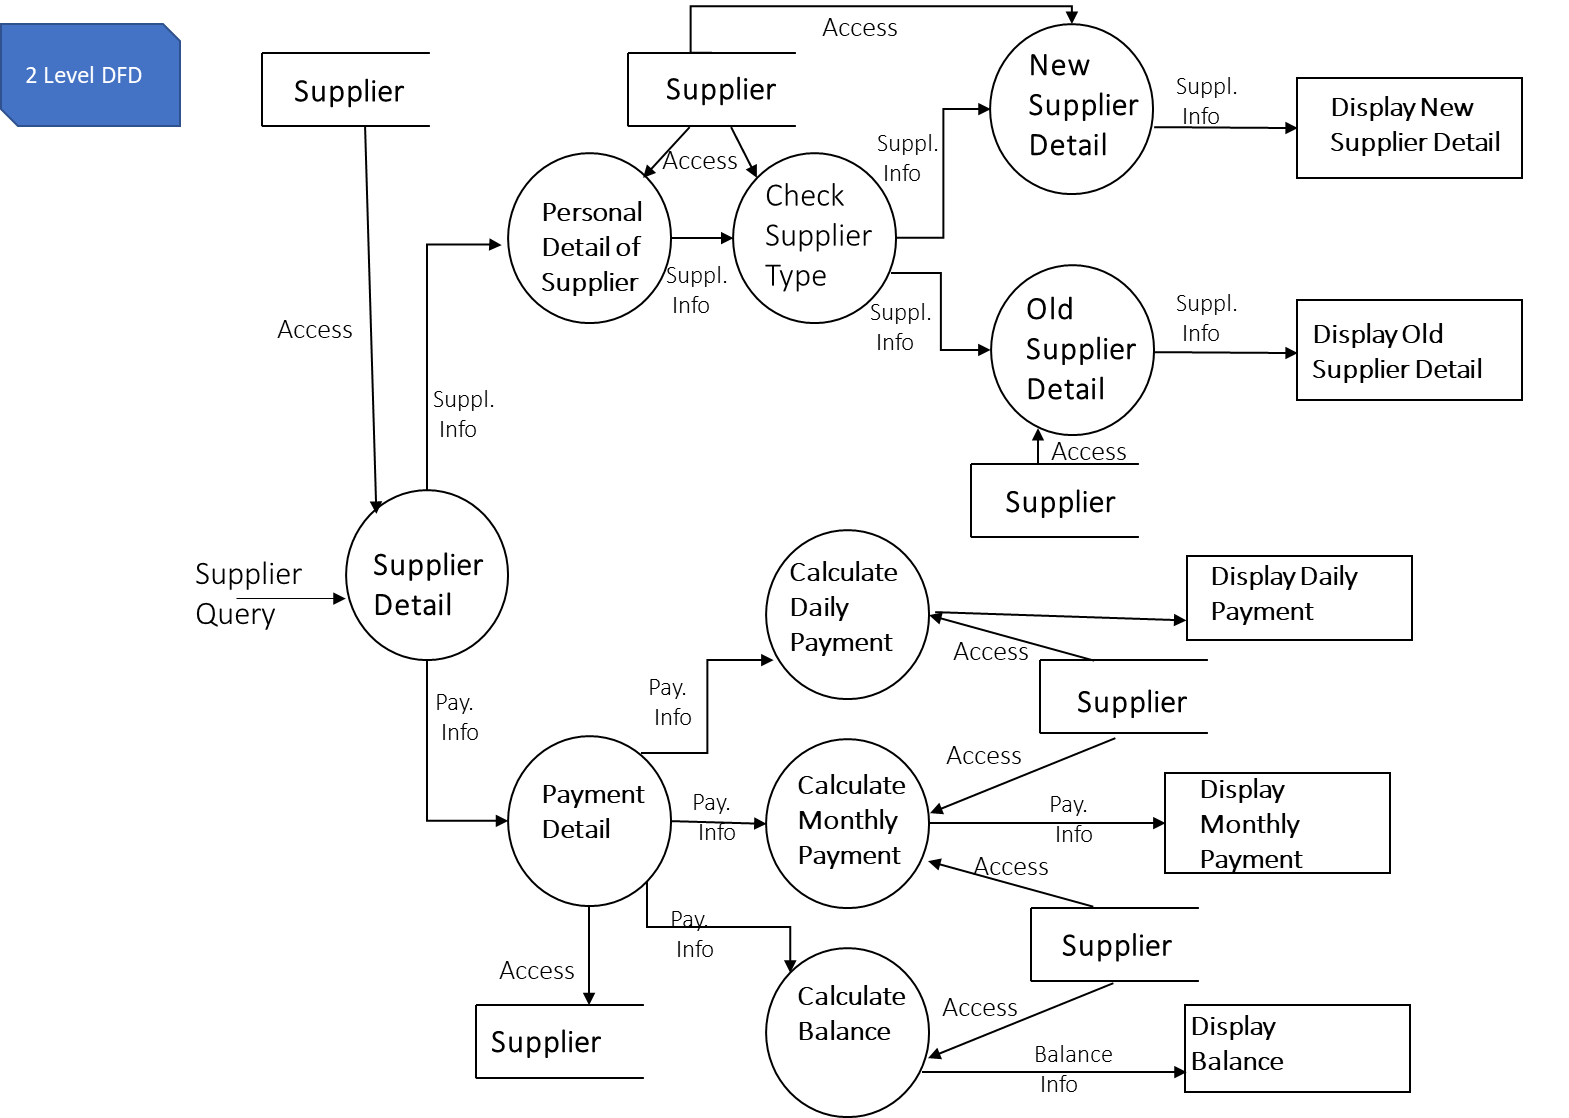 2 Level DFD
Supplier
Access
Supplier
Access
Access
New
Supplier
Detail
Suppl.
Info
Display New
Supplier Detail
Personal
Detail of
Supplier
Suppl.
Info
Check
Supplier
Type
Suppl.
Info
Suppl.
Info
Old
Supplier
Detail
Suppl.
Info
Display Old
Supplier Detail
Access
Supplier
Suppl.
Info
Supplier
Query
Supplier
Detail
Pay.
Info
Payment
Detail
Access
Supplier
Pay.
Info
Calculate
Daily
Payment
Display Daily
Payment
Access
Supplier
Access
Pay.
Info
Calculate
Monthly
Payment
Pay.
Info
Display
Monthly
Payment
Access
Supplier
Access
Pay.
Info
Calculate
Balance
Balance
Info
Display
Balance